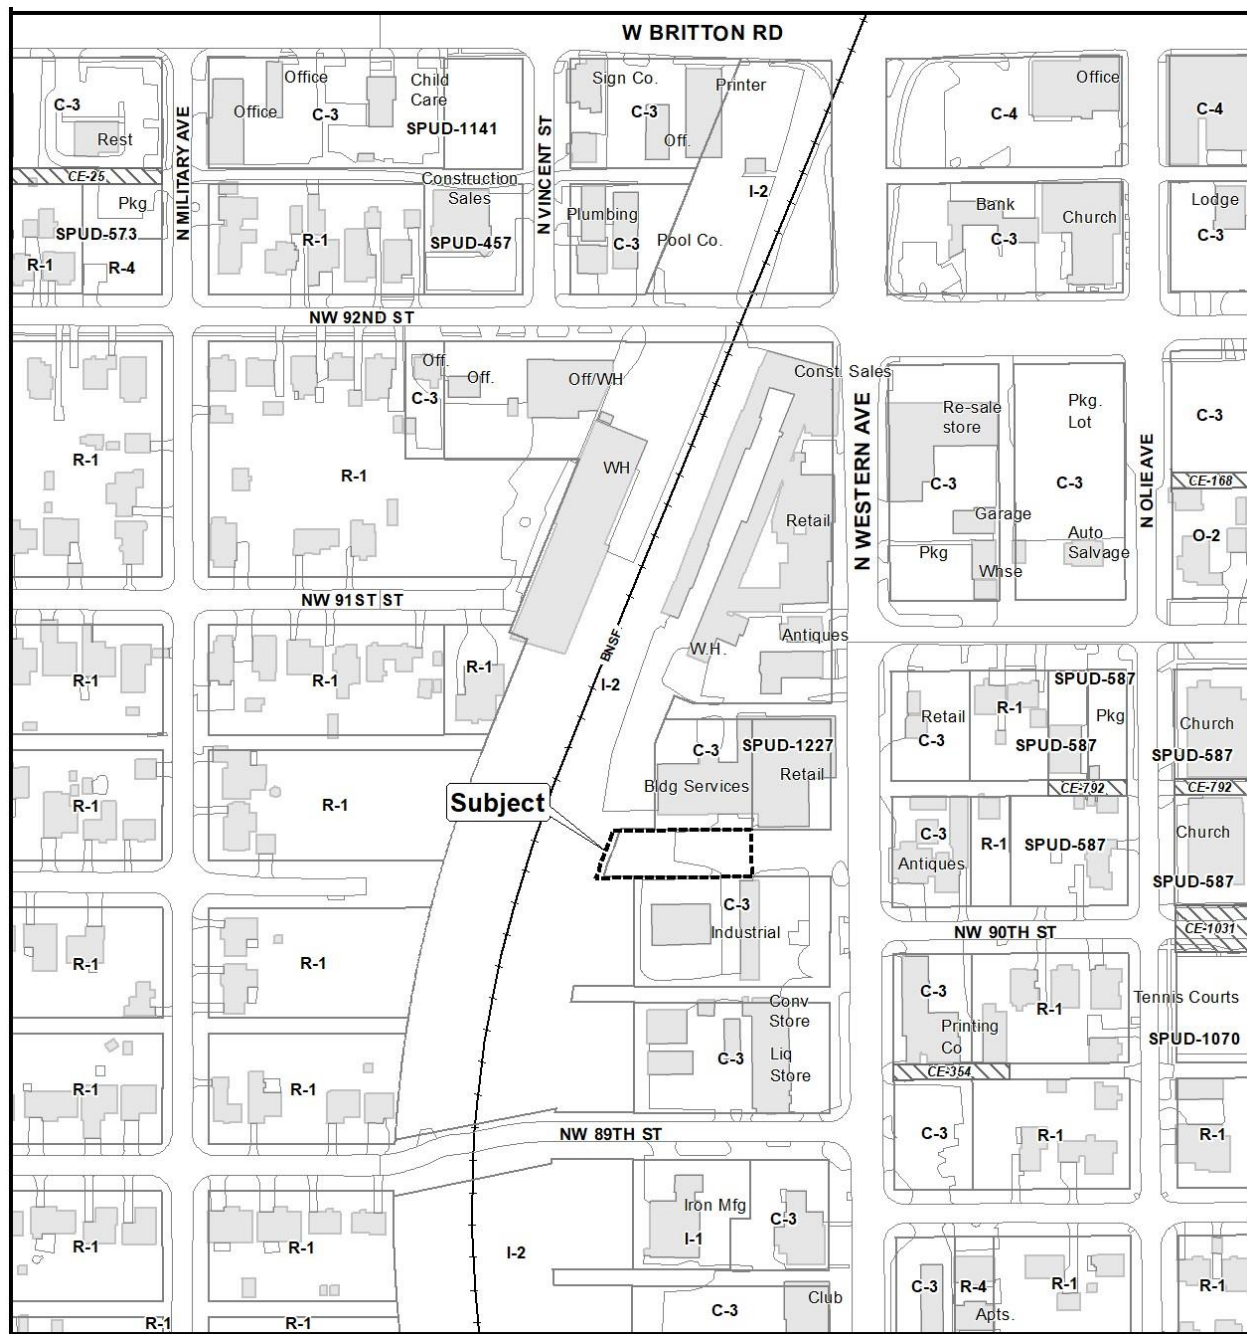 W BRITTON RD
Office
Child
Care
Sign Co.
Printer
Office
C-3
Office
C-3
C-3
C-4
C-4
Rest
SPUD-1141
Off.
N MILITARY AVE
N VINCENT ST
CE-25
Construction
Sales
I-2
Pkg
Plumbing
Bank
Church
Lodge
SPUD-573
R-1
SPUD-457
C-3
Pool Co.
C-3
C-3
R-1
R-4
NW 92ND ST
Off.
Off.
Off/WH
Const. Sales
C-3
Re-sale
store
Pkg.
Lot
C-3
R-1
R-1
WH
N WESTERN AVE
C-3
C-3
N OLIE AVE
CE-168
Retail
Garage
Pkg
Auto
Salvage
O-2
Whse
NW 91ST ST
BNSF
W.H.
Antiques
R-1
R-1
R-1
I-2
SPUD-587
R-1
Retail
C-3
Pkg
Church
SPUD-587
SPUD-587
C-3
SPUD-1227
Retail
Bldg Services
CE-792
CE-792
R-1
R-1
Subject
C-3
R-1
SPUD-587
Church
Antiques
SPUD-587
C-3
Industrial
NW 90TH ST
CE-1031
R-1
R-1
C-3
R-1
Tennis Courts
Conv
Store
Printing
Co
SPUD-1070
C-3
Liq
Store
CE-354
R-1
R-1
NW 89TH ST
C-3
R-1
R-1
Iron Mfg
C-3
I-1
R-1
R-1
I-2
C-3
R-4
R-1
R-1
Club
C-3
Apts.
R-1
R-1